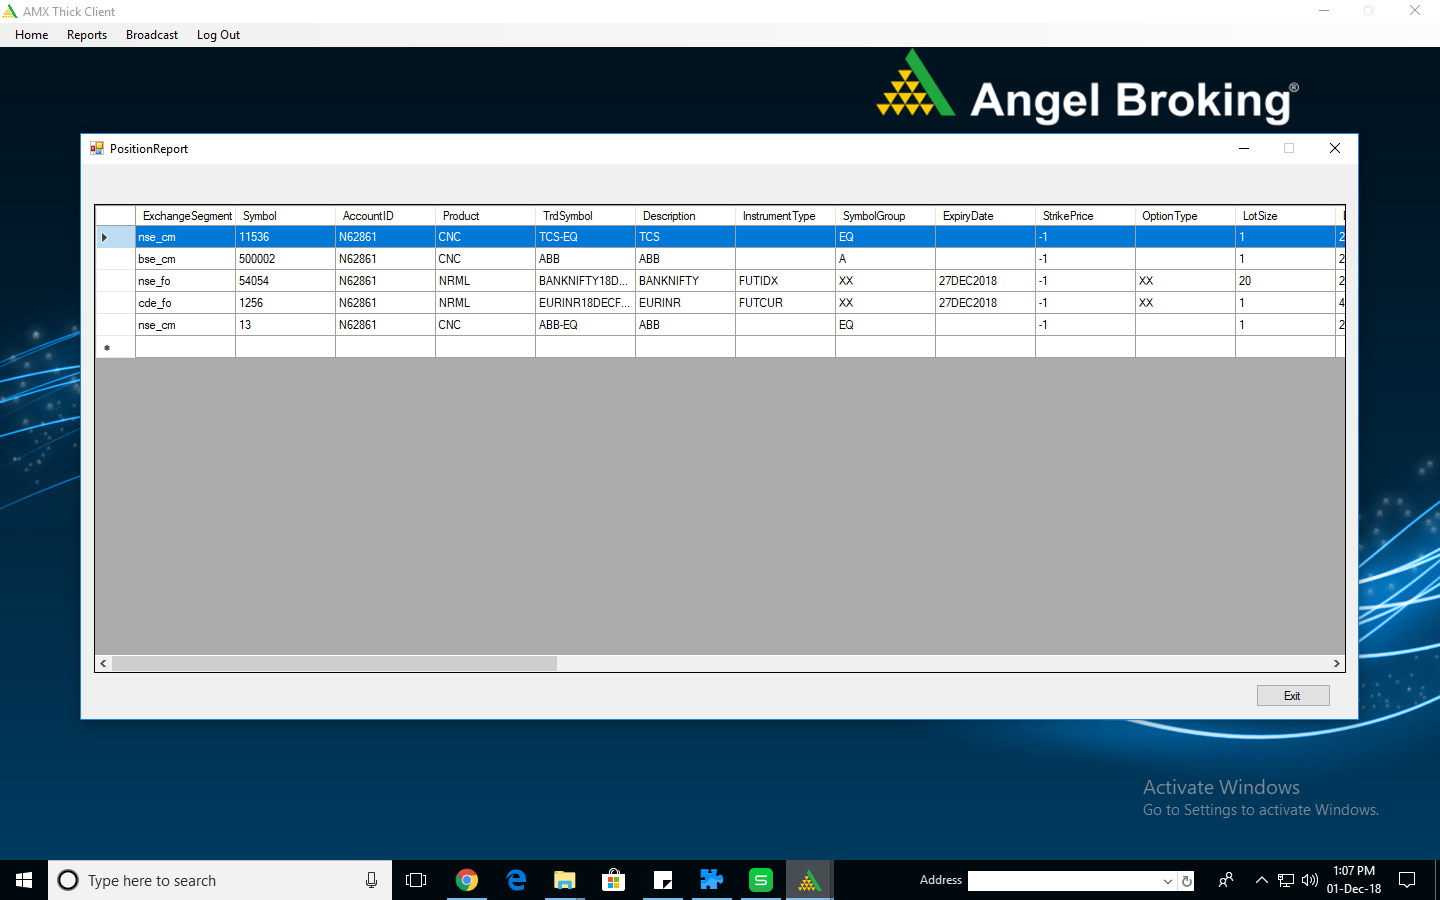 AMX Thick Client
Home Reports Broadcast Log Out
Angel Broking®
PositionReport
ExchangeSegment Symbol AccountID Product TrdSymbol Description InstrumentType SymbolGroup ExpiryDate StrikePrice OptionType LotSize
nse_cm 11536 N62861 CNC TCS-EQ TCS EQ -1 1 2
bse_cm 500002 N62861 CNC ABB ABB A -1 1 2
nse_fo 54054 N62861 NRML BANKNIFTY18D... BANKNIFTY FUTIDX XX 27DEC2018 -1 XX 20 2
cde_fo 1256 N62861 NRML EURINR18DECF... EURINR FUTCUR XX 27DEC2018 -1 XX 1 4
nse_cm 13 N62861 CNC ABB-EQ ABB EQ -1 1 2
Exit
Activate Windows
Go to Settings to activate Windows.
Type here to search
Address
1:07 PM
01-Dec-18